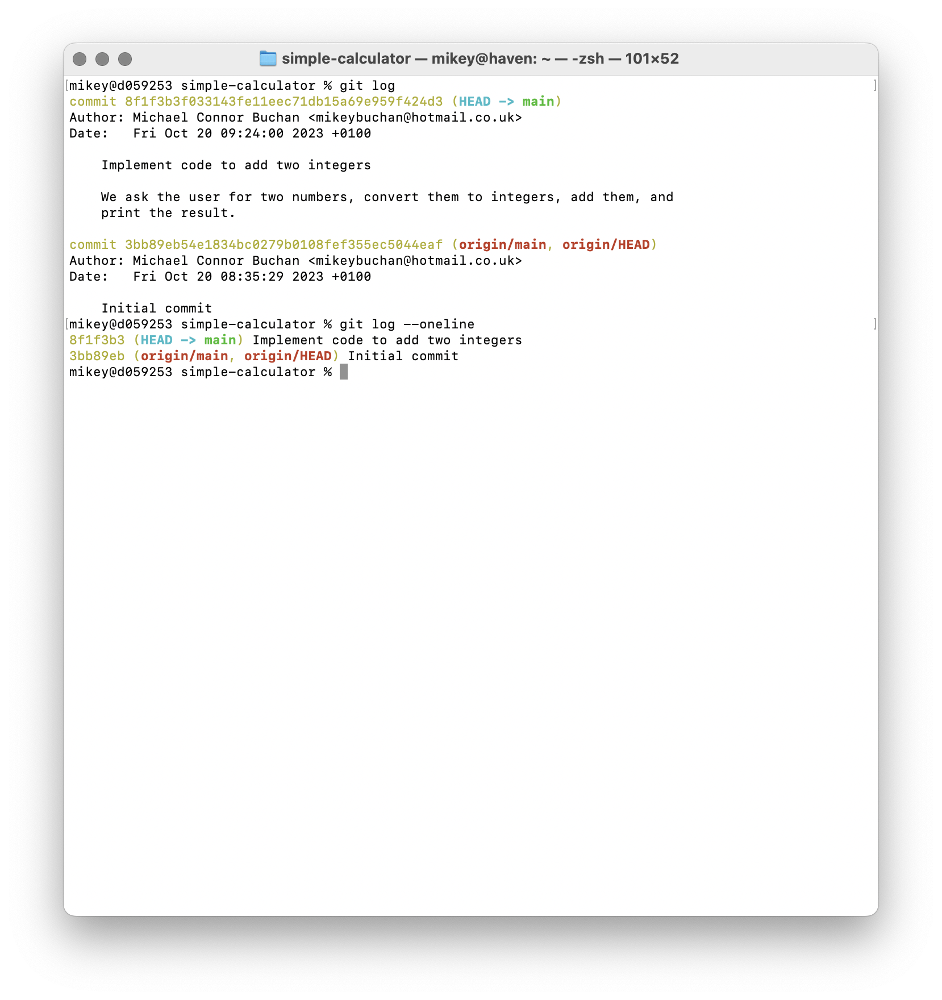 simple-calculator — mikey@haven: ~ — -zsh — 101×52
[mikey@d059253 simple-calculator % git log ]
commit 8f1f3b3f033143fe11eec71db15a69e959f424d3 (HEAD -> main)
Author: Michael Connor Buchan <mikeybuchan@hotmail.co.uk>
Date:   Fri Oct 20 09:24:00 2023 +0100
    Implement code to add two integers
    We ask the user for two numbers, convert them to integers, add them, and
    print the result.
commit 3bb89eb54e1834bc0279b0108fef355ec5044eaf (origin/main, origin/HEAD)
Author: Michael Connor Buchan <mikeybuchan@hotmail.co.uk>
Date:   Fri Oct 20 08:35:29 2023 +0100
    Initial commit
[mikey@d059253 simple-calculator % git log --oneline ]
8f1f3b3 (HEAD -> main) Implement code to add two integers
3bb89eb (origin/main, origin/HEAD) Initial commit
mikey@d059253 simple-calculator %